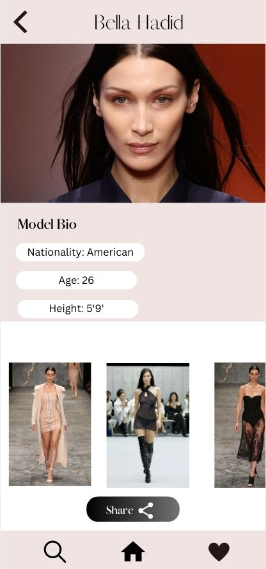 Bella Hadid
Model Bio
Nationality: American
Age: 26
Height: 5'9'
Share